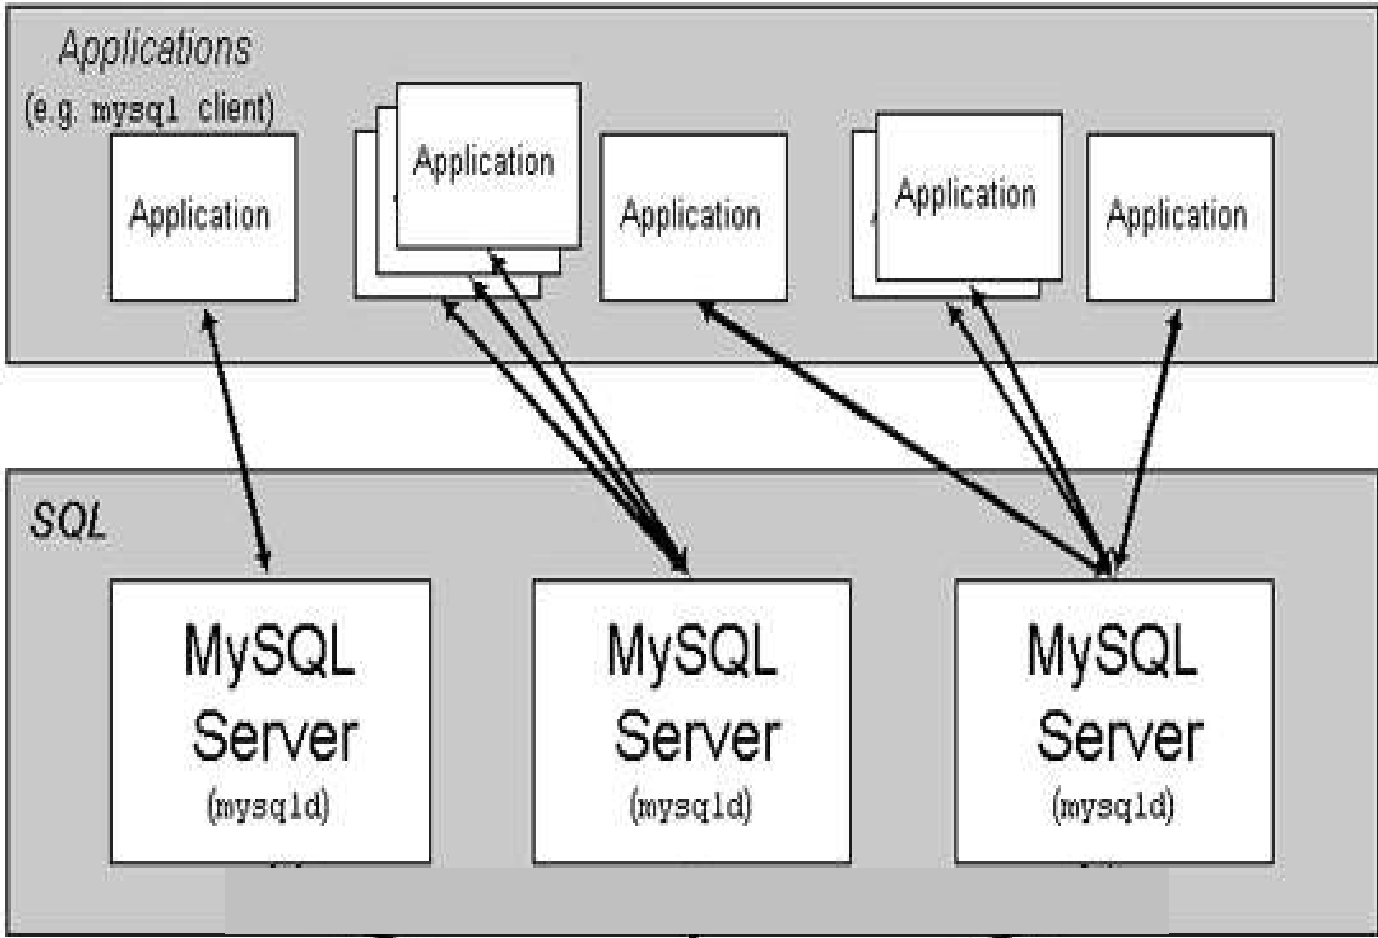 Applications
(e.g. mysql client)
Application
Application
Application
Application
Application
SQL
MySQL
Server
(mysqld)
MySQL
Server
(mysqld)
MySQL
Server
(mysqld)